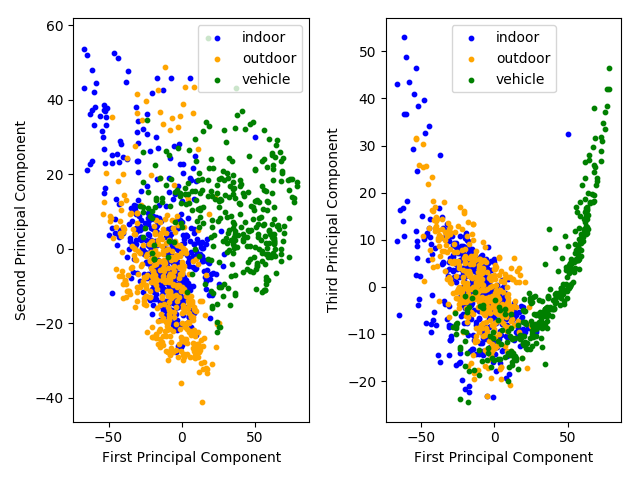 indoor
outdoor
vehicle
Second Principal Component
60
40
20
0
−20
−40
−50
0
50
First Principal Component
indoor
outdoor
vehicle
Third Principal Component
50
40
30
20
10
0
−10
−20
−50
0
50
First Principal Component